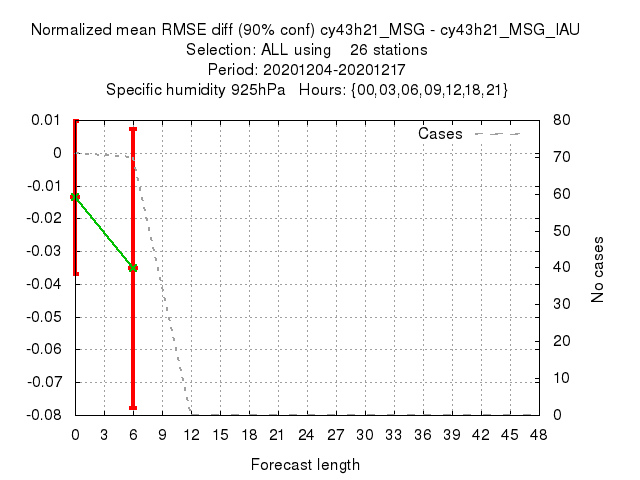 Normalized mean RMSE diff (90% conf) cy43h21_MSG - cy43h21_MSG_IAU
Selection: ALL using 26 stations
Period: 20201204-20201217
Specific humidity 925hPa Hours: {00,03,06,09,12,18,21}
Cases
0.01
0
-0.01
-0.02
-0.03
-0.04
-0.05
-0.06
-0.07
-0.08
80
70
60
50
40
30
20
10
0
No cases
0 3 6 9 12 15 18 21 24 27 30 33 36 39 42 45 48
Forecast length